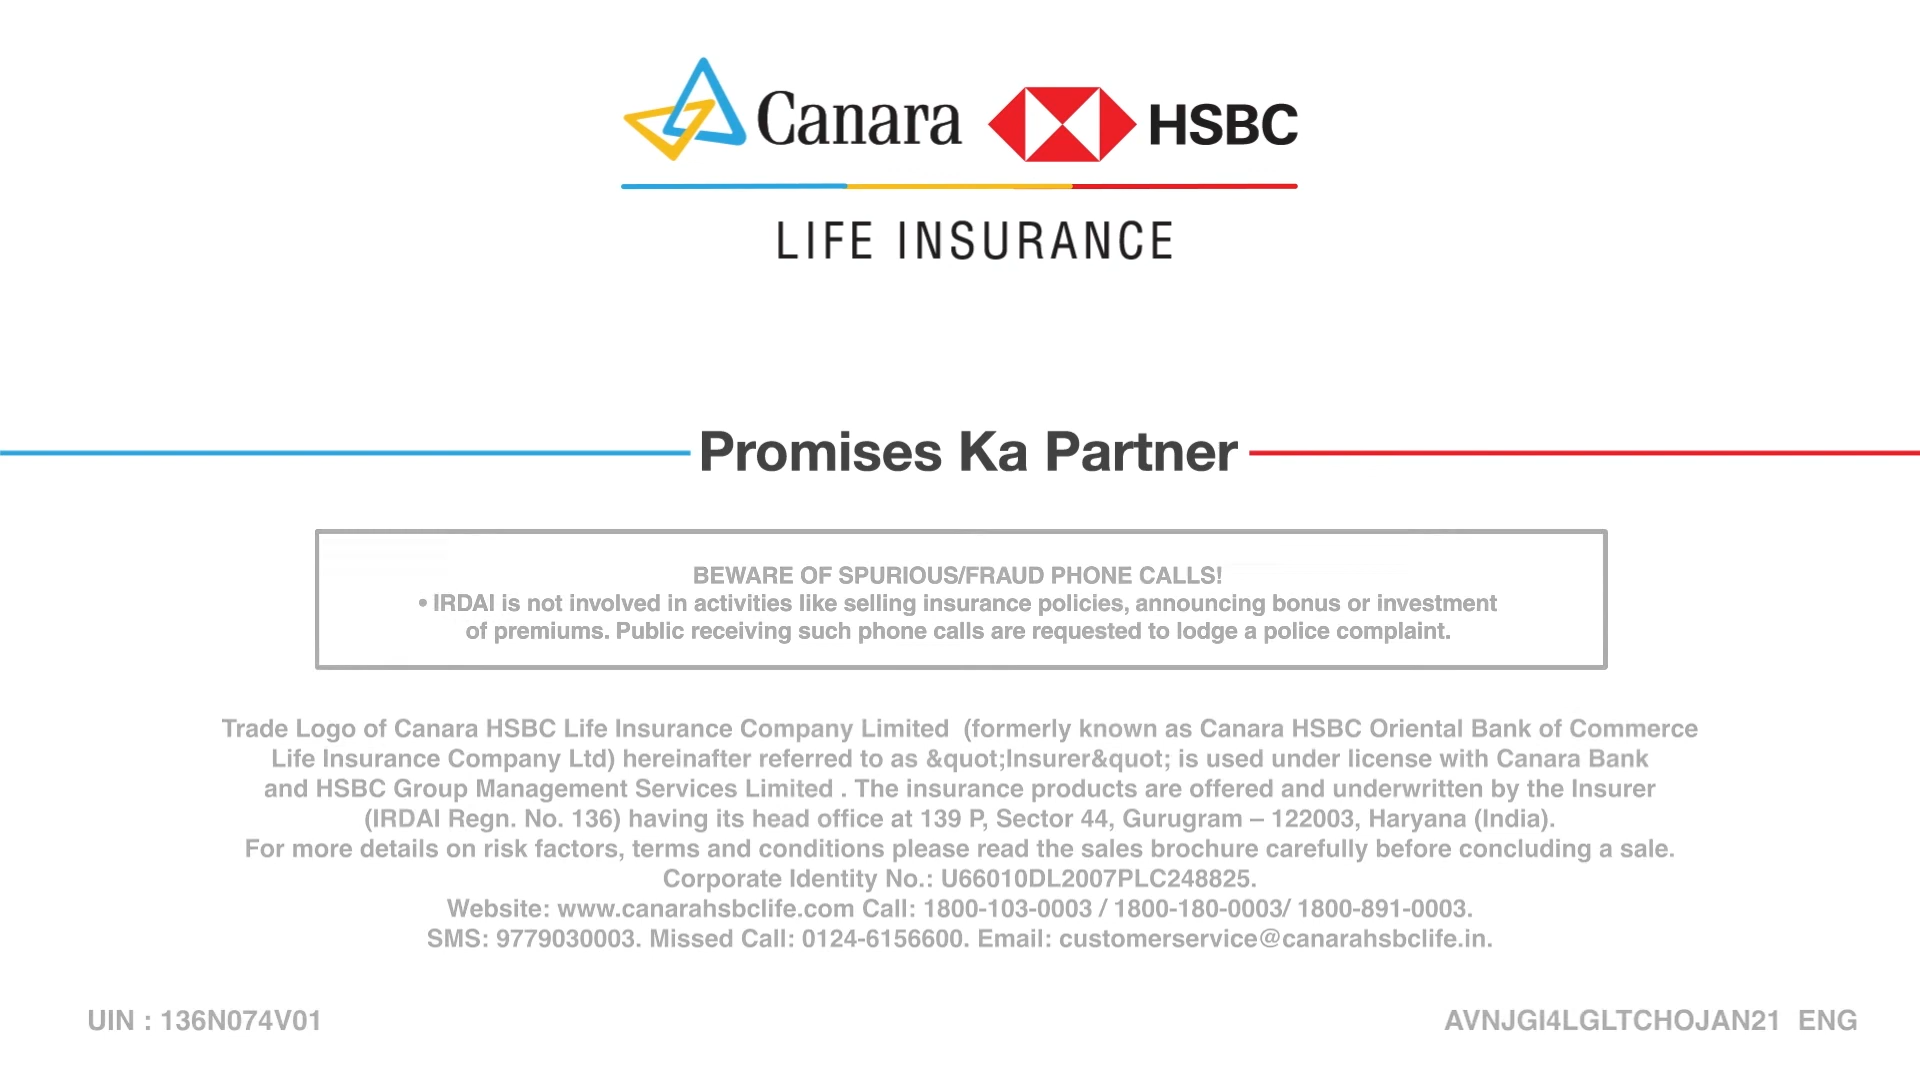 Canara HSBC
LIFE INSURANCE
Promises Ka Partner
BEWARE OF SPURIOUS/FRAUD PHONE CALLS!
• IRDAI is not involved in activities like selling insurance policies, announcing bonus or investment
of premiums. Public receiving such phone calls are requested to lodge a police complaint.
Trade Logo of Canara HSBC Life Insurance Company Limited  (formerly known as Canara HSBC Oriental Bank of Commerce
Life Insurance Company Ltd) hereinafter referred to as &quot;Insurer&quot; is used under license with Canara Bank
and HSBC Group Management Services Limited . The insurance products are offered and underwritten by the Insurer
(IRDAI Regn. No. 136) having its head office at 139 P, Sector 44, Gurugram – 122003, Haryana (India).
For more details on risk factors, terms and conditions please read the sales brochure carefully before concluding a sale.
Corporate Identity No.: U66010DL2007PLC248825.
Website: www.canarahsbclife.com Call: 1800-103-0003 / 1800-180-0003/ 1800-891-0003.
SMS: 9779030003. Missed Call: 0124-6156600. Email: customerservice@canarahsbclife.in.
UIN : 136N074V01
AVNJGI4LGLTCHOJAN21  ENG